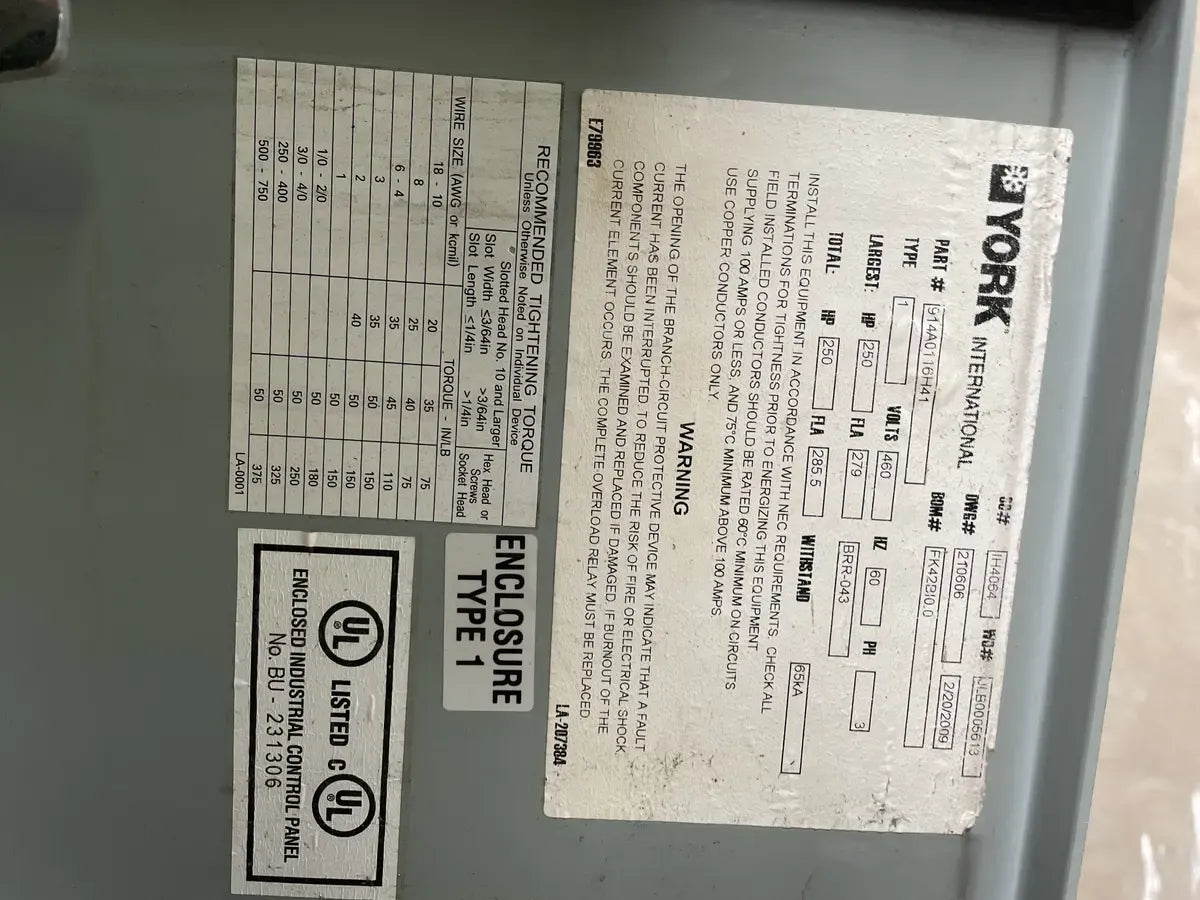 YORK® INTERNATIONAL
CO# 1H4064 WO# ULB0005613
DWG# 210606 2/20/2009
PART # 914A0116H41 BOM# FK42BI0.0
TYPE 1 VOLTS 460 HZ 60 PH 3
LARGEST: HP 250 FLA 279 BRR-043
TOTAL: HP 250 FLA 285.5 WITHSTAND 65kA
INSTALL THIS EQUIPMENT IN ACCORDANCE WITH NEC REQUIREMENTS. CHECK ALL
TERMINATIONS FOR TIGHTNESS PRIOR TO ENERGIZING THIS EQUIPMENT
FIELD INSTALLED CONDUCTORS SHOULD BE RATED 60°C MINIMUM ON CIRCUITS
SUPPLYING 100 AMPS OR LESS, AND 75°C MINIMUM ABOVE 100 AMPS.
USE COPPER CONDUCTORS ONLY.
WARNING
THE OPENING OF THE BRANCH-CIRCUIT PROTECTIVE DEVICE MAY INDICATE THAT A FAULT
CURRENT HAS BEEN INTERRUPTED. TO REDUCE THE RISK OF FIRE OR ELECTRICAL SHOCK,
COMPONENTS SHOULD BE EXAMINED AND REPLACED IF DAMAGED. IF BURNOUT OF THE
CURRENT ELEMENT OCCURS, THE COMPLETE OVERLOAD RELAY MUST BE REPLACED.
E79963 LA-207384
RECOMMENDED TIGHTENING TORQUE
Unless Otherwise Noted on Individual Device
Slotted Head No. 10 and Larger
Hex Head or
Slot Width ≤3/64in >3/64in Screws
Slot Length ≤1/4in >1/4in Socket Head
WIRE SIZE (AWG or kcmil) TORQUE - IN/LB
18 - 10 20 35 75
8 25 40 75
6 - 4 35 45 110
3 35 50 150
2 40 50 150
1 50 150
1/0 - 2/0 50 180
3/0 - 4/0 50 250
250 - 400 50 325
500 - 750 50 375
LA-0001
ENCLOSURE
TYPE 1
UL® LISTED C UL®
ENCLOSED INDUSTRIAL CONTROL PANEL
No. BU - 231306